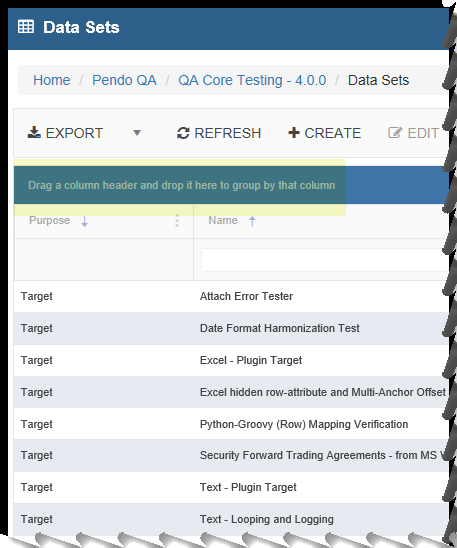 Data Sets
Home / Pendo QA / QA Core Testing - 4.0.0 / Data Sets
EXPORT REFRESH CREATE EDIT
Drag a column header and drop it here to group by that column
Purpose Name
Target Attach Error Tester
Target Date Format Harmonization Test
Target Excel - Plugin Target
Target Excel hidden row-attribute and Multi-Anchor Offset
Target Python-Groovy (Row) Mapping Verification
Target Security Forward Trading Agreements - from MS
Target Text - Plugin Target
Target Text - Looping and Logging